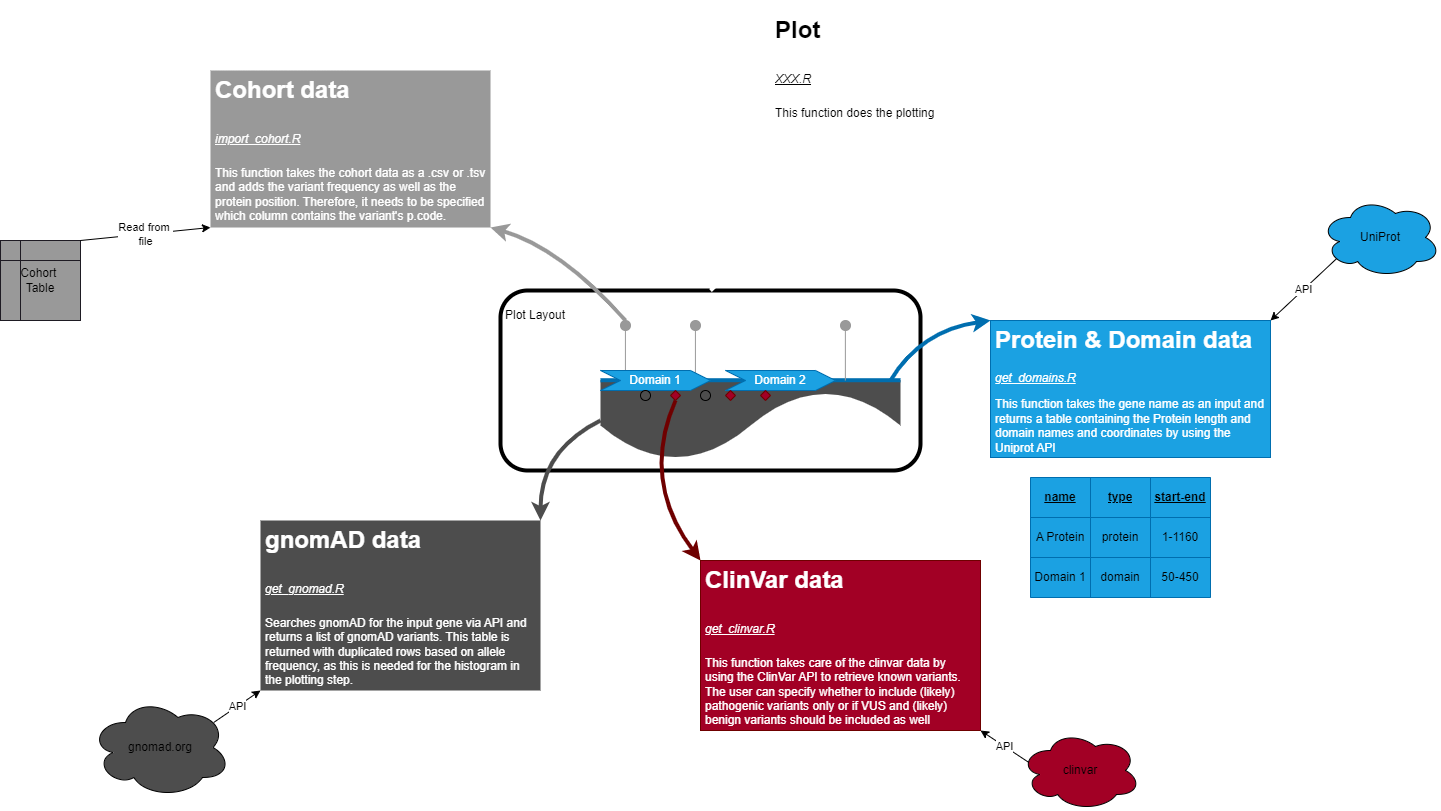 Plot
XXX.R
This function does the plotting
Cohort data
import_cohort.R
This function takes the cohort data as a .csv or .tsv
and adds the variant frequency as well as the
protein position. Therefore, it needs to be specified
which column contains the variant's p.code.
Read from
file
Cohort
Table
UniProt
API
Plot Layout
Domain 1
Domain 2
Protein & Domain data
get_domains.R
This function takes the gene name as an input and
returns a table containing the Protein length and
domain names and coordinates by using the
Uniprot API
name type start-end
A Protein protein 1-1160
Domain 1 domain 50-450
gnomAD data
get_gnomad.R
Searches gnomAD for the input gene via API and
returns a list of gnomAD variants. This table is
returned with duplicated rows based on allele
frequency, as this is needed for the histogram in
the plotting step.
API
gnomad.org
ClinVar data
get_clinvar.R
This function takes care of the clinvar data by
using the ClinVar API to retrieve known variants.
The user can specify whether to include (likely)
pathogenic variants only or if VUS and (likely)
benign variants should be included as well
API
clinvar